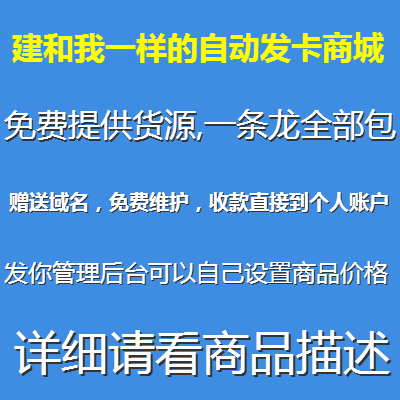 建和我一样的自动发卡商城
免费提供货源,一条龙全部包
赠送域名，免费维护，收款直接到个人账户
发你管理后台可以自己设置商品价格
详细请看商品描述